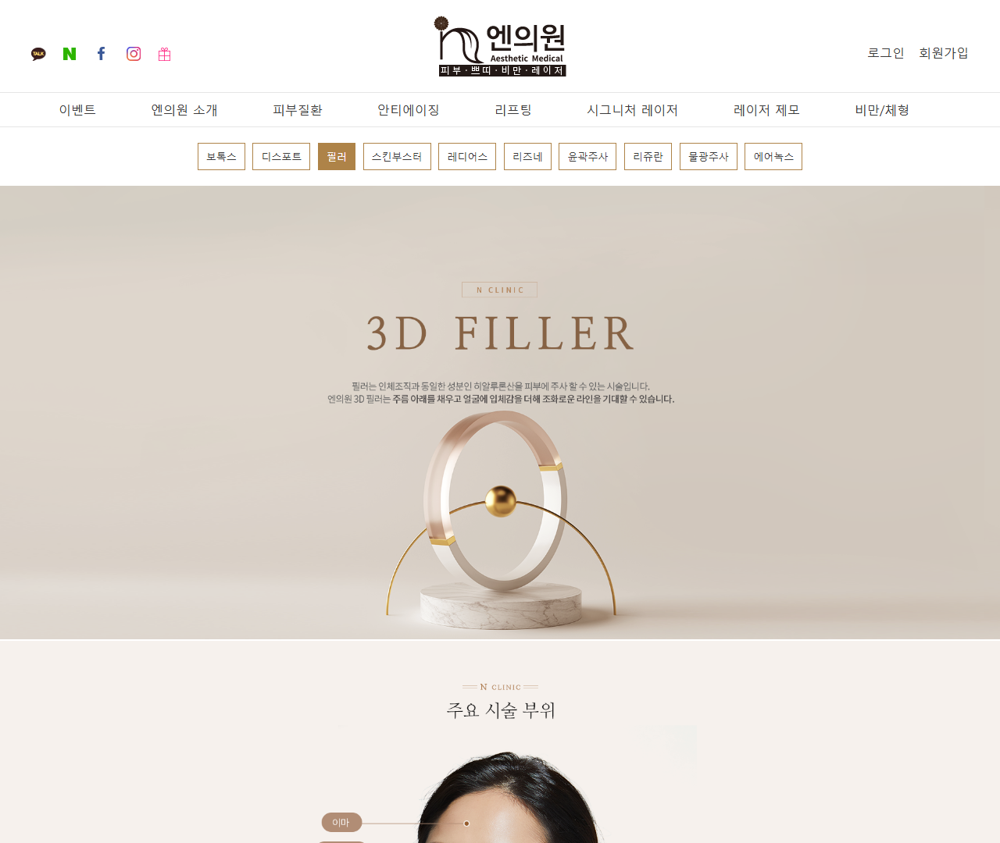 TALK
엔의원
Aesthetic Medical
피부·쁘띠·비만·레이저
로그인 회원가입
이벤트 엔의원 소개 피부질환 안티에이징 리프팅 시그니처 레이저 레이저 제모 비만/체형
보톡스 디스포트 필러 스킨부스터 레디어스 리즈네 윤곽주사 리쥬란 물광주사 에어녹스
N CLINIC
3D FILLER
필러는 인체조직과 동일한 성분인 히알루론산을 피부에 주사 할 수 있는 시술입니다.
엔의원 3D 필러는 주름 아래를 채우고 얼굴에 입체감을 더해 조화로운 라인을 기대할 수 있습니다.
N CLINIC
주요 시술 부위
이마